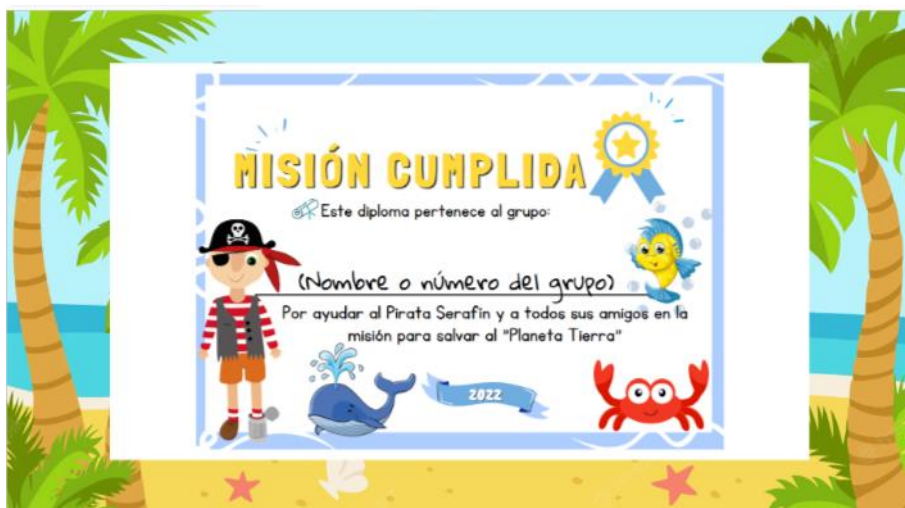 MISIÓN CUMPLIDA
Este diploma pertenece al grupo:
(Nombre o número del grupo)
Por ayudar al Pirata Serafín y a todos sus amigos en la
misión para salvar al "Planeta Tierra"
2022